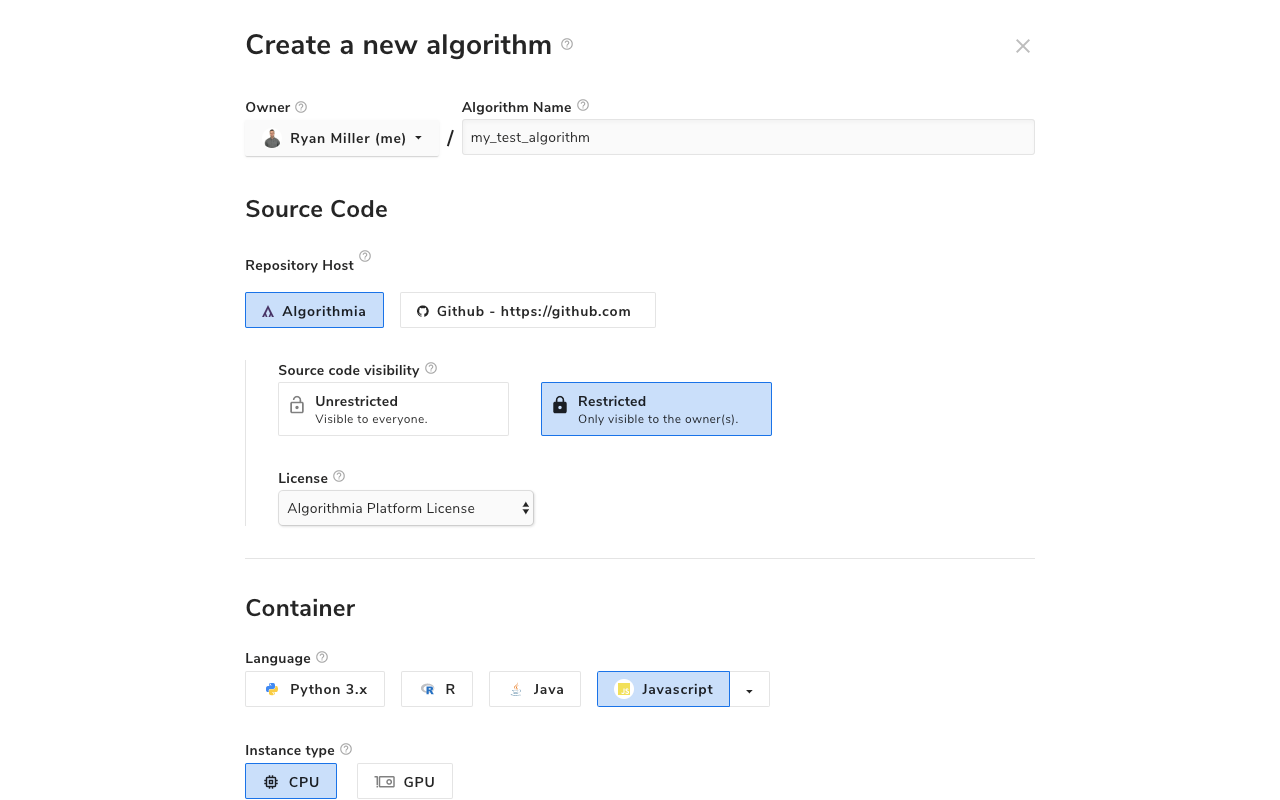 Create a new algorithm
Owner
Algorithm Name
Ryan Miller (me) / my_test_algorithm
Source Code
Repository Host
Algorithmia
Github - https://github.com
Source code visibility
Unrestricted
Visible to everyone.
Restricted
Only visible to the owner(s).
License
Algorithmia Platform License
Container
Language
Python 3.x
R
Java
JS Javascript
Instance type
CPU
GPU